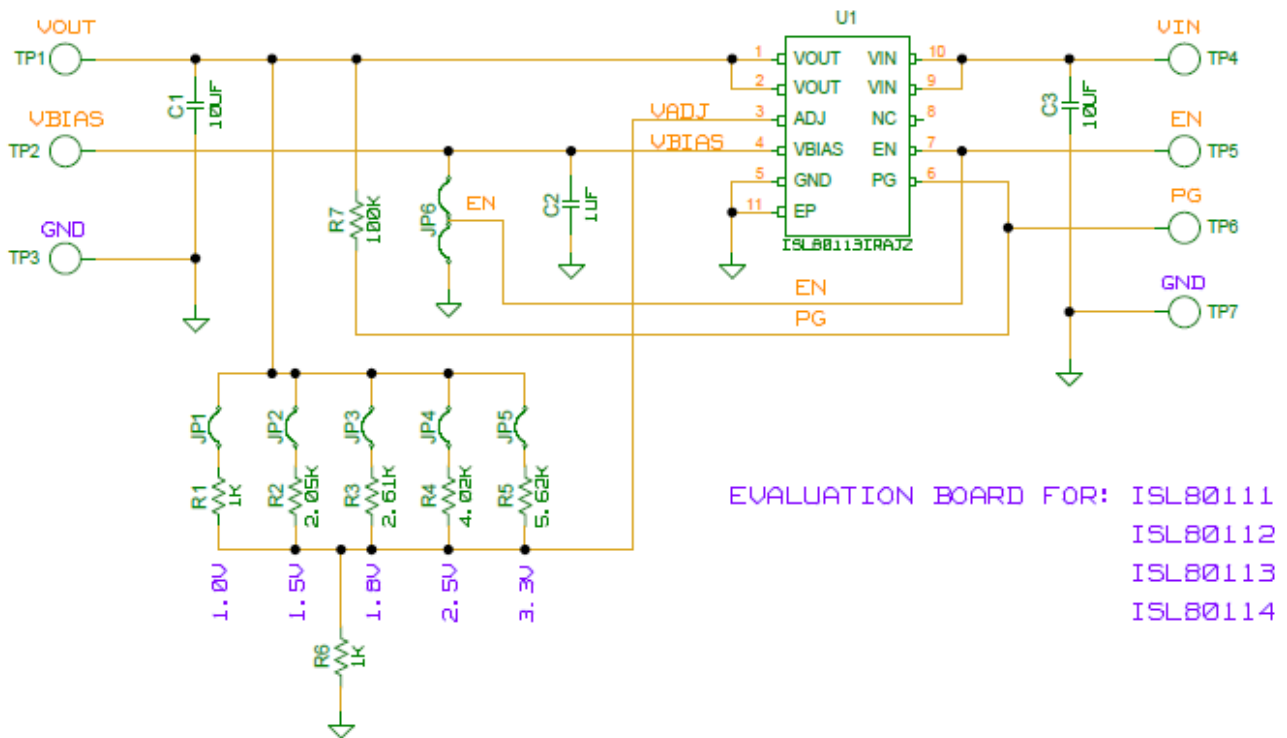 VOUT
TP1
C1
10UF
VBIAS
TP2
GND
TP3
R7
100K
JP6
EN
C2
1UF
VADJ
VBIAS
U1
1 VOUT VIN 10
2 VOUT VIN 9
3 ADJ NC 8
4 VBIAS EN 7
5 GND PG 6
11 EP
ISL80113IRAJZ
EN
PG
C3
10UF
VIN
TP4
EN
TP5
PG
TP6
GND
TP7
JP1
JP2
JP3
JP4
JP5
R1
1K
R2
2.05K
R3
2.61K
R4
4.02K
R5
5.62K
1.0V
1.5V
1.8V
2.5V
3.3V
R6
1K
EVALUATION BOARD FOR: ISL80111
ISL80112
ISL80113
ISL80114